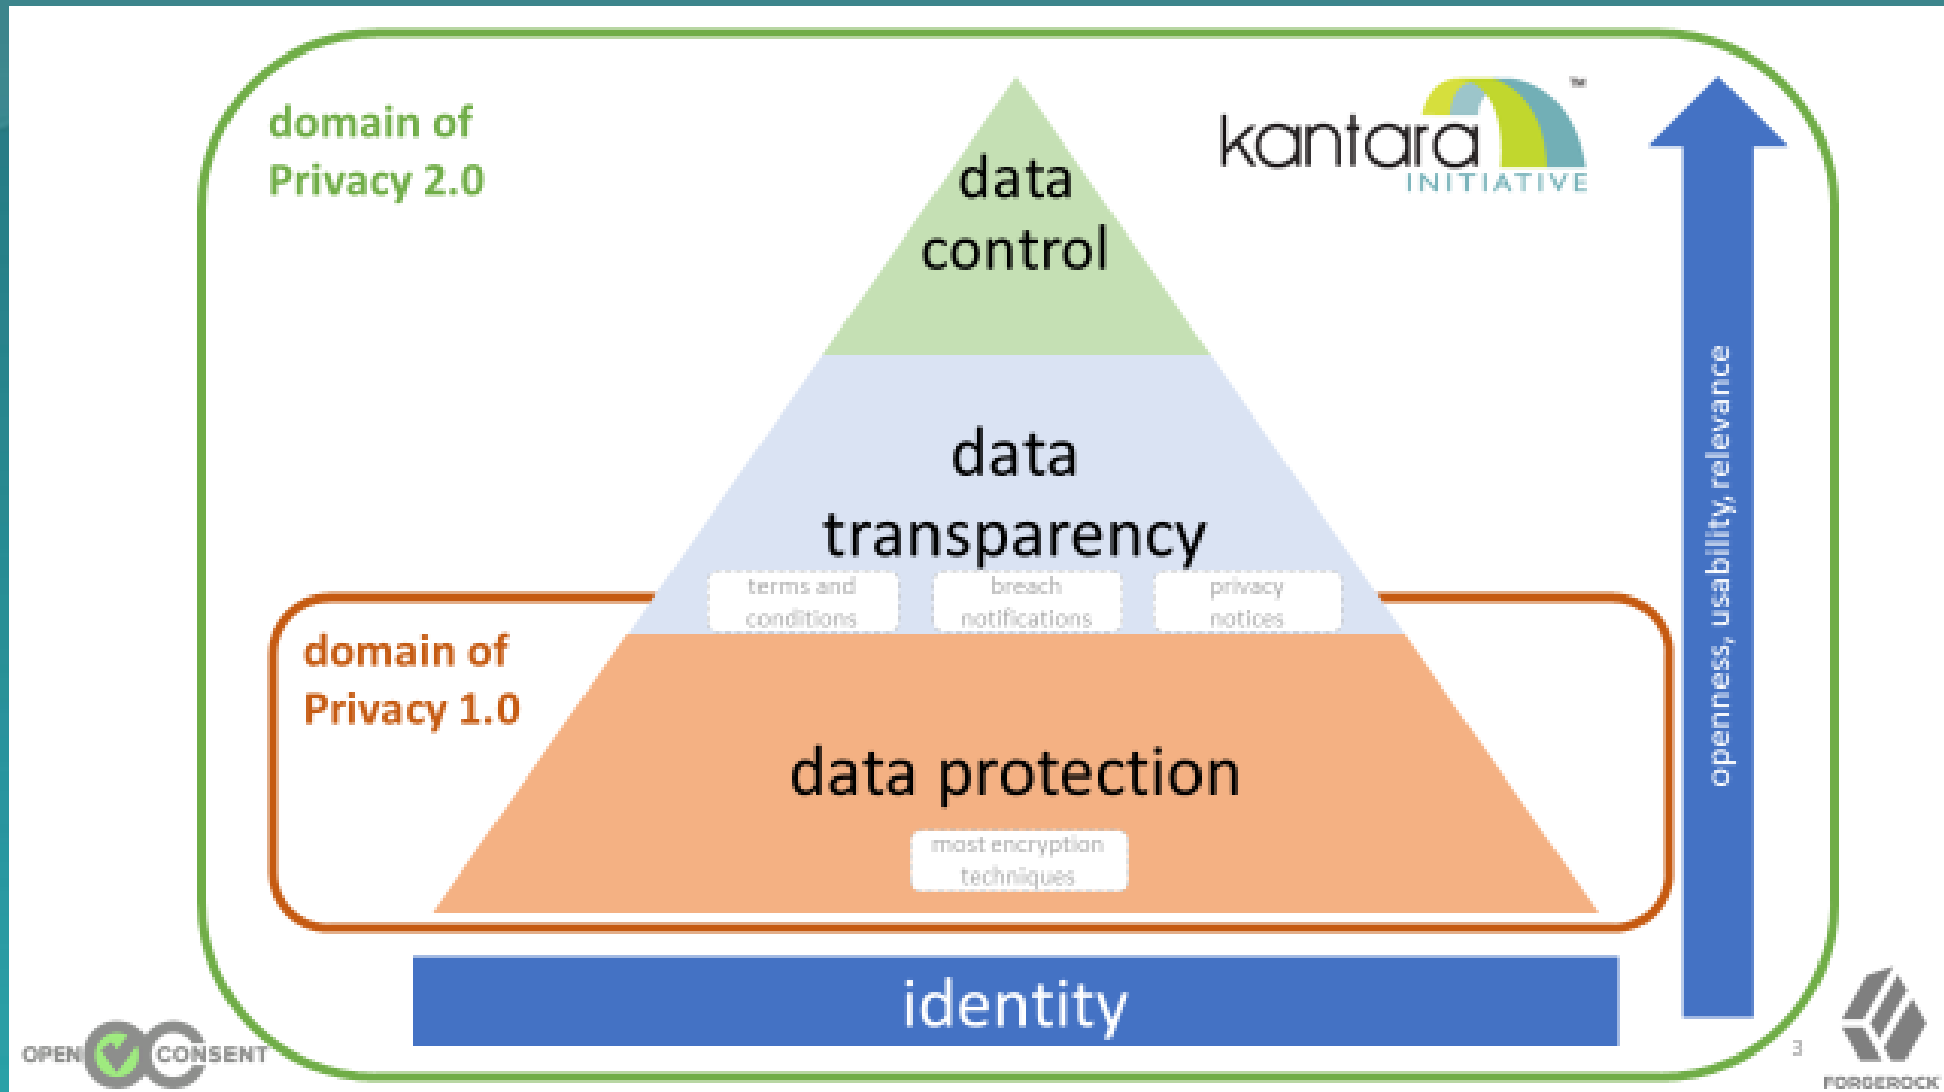 domain of
Privacy 2.0
data
control
kantara
TM
INITIATIVE
openness, usability, relevance
data
transparency
terms and
conditions
breach
notifications
privacy
notices
domain of
Privacy 1.0
data protection
most encryption
techniques
identity
OPEN CONSENT
3
FORGEROCK